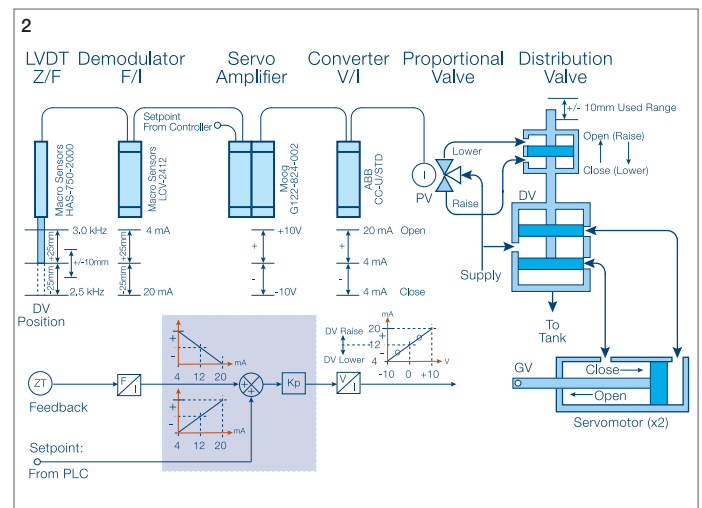 2
LVDT
Z/F
Demodulator
F/I
Servo
Amplifier
Converter
V/I
Proportional
Valve
Distribution
Valve
Setpoint
From Controller
+/- 10mm Used Range
Macro Sensors
HAS-750-2000
Macro Sensors
LCV-2412
Moog
G122-824-002
ABB
CC-U/STD
I
PV
Lower
Raise
Open (Raise)
Close (Lower)
DV
3.0 kHz
+25mm
+/-10mm
-25mm
2,5 kHz
DV
Position
4 mA
+25mm
-25mm
20 mA
+10V
+
-
-10V
20 mA Open
+
4 mA
-
4 mA Close
Supply
To
Tank
mA
+
-
4 12 20
mA
DV Raise
DV Lower
mA
20
+
12
-
4
V
-10 0 +10
ZT
Feedback
F
I
+
+
Kp
V
I
+
-
mA
4 12 20
Setpoint:
From PLC
GV
Close
Open
Servomotor (x2)